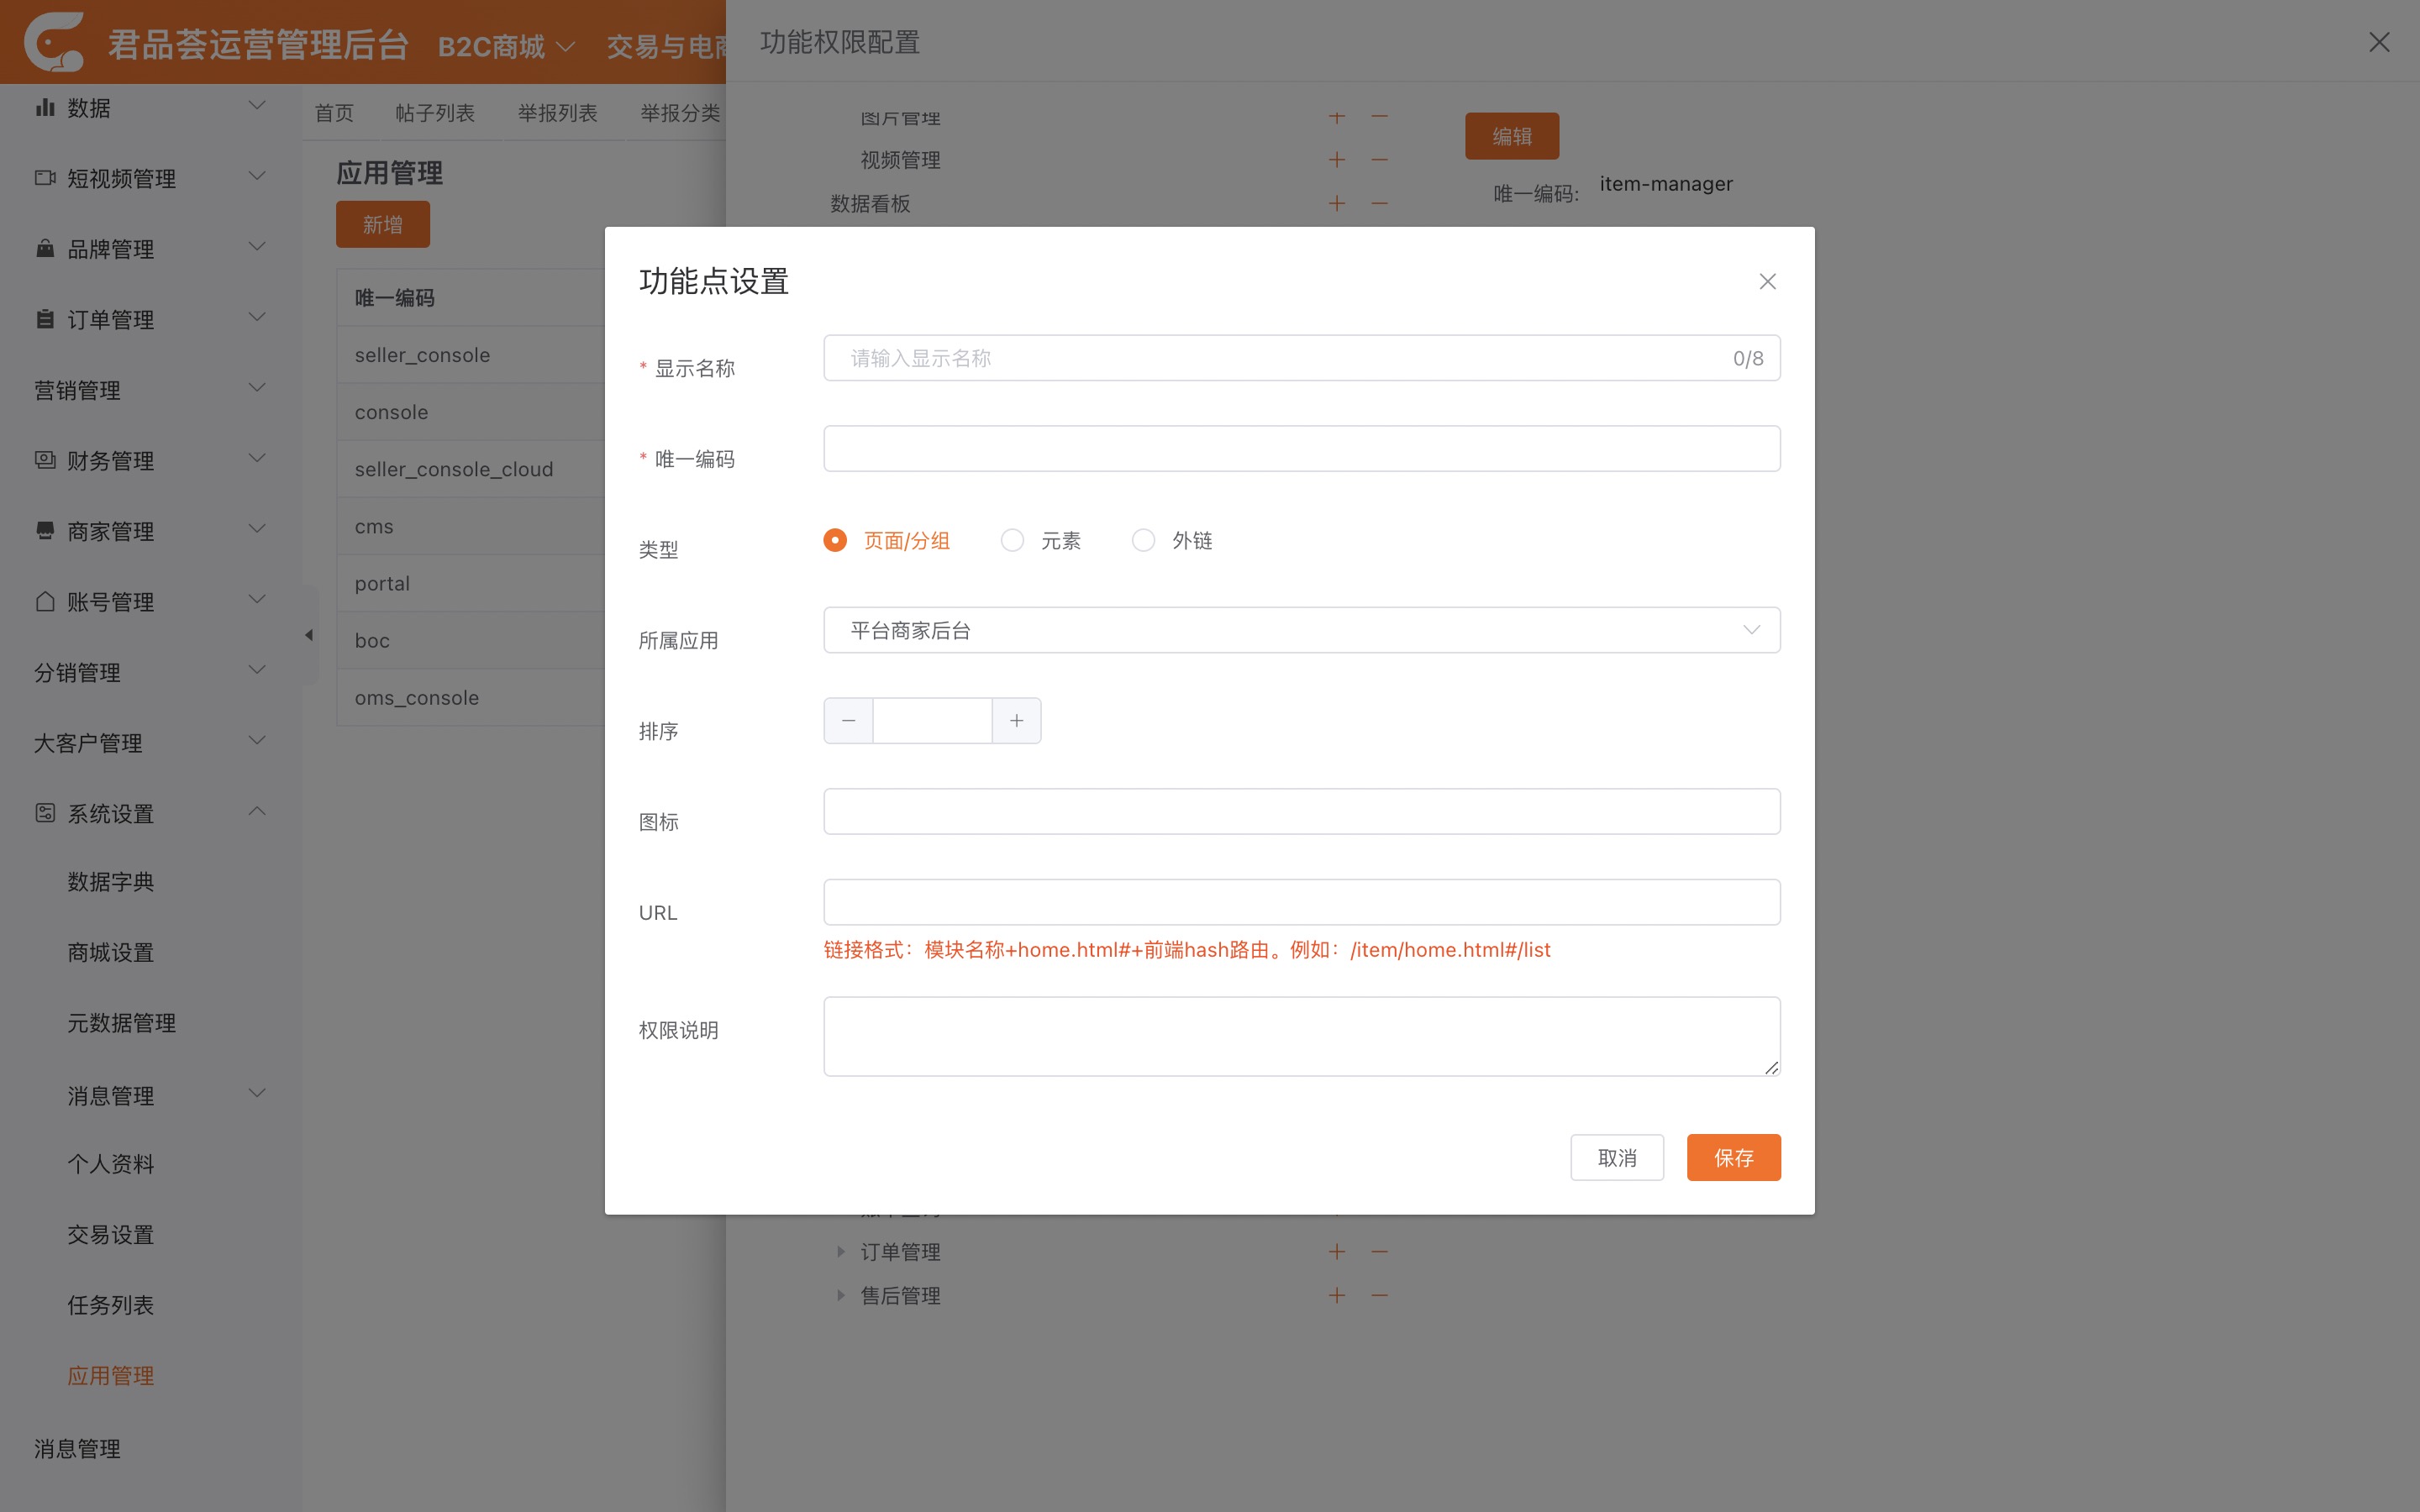 君品荟运营管理后台
B2C商城
交易与电商
功能权限配置
数据
短视频管理
品牌管理
订单管理
营销管理
财务管理
商家管理
账号管理
分销管理
大客户管理
系统设置
数据字典
商城设置
元数据管理
消息管理
个人资料
交易设置
任务列表
应用管理
消息管理
首页
帖子列表
举报列表
举报分类
应用管理
新增
唯一编码
seller_console
console
seller_console_cloud
cms
portal
boc
oms_console
图片管理
视频管理
数据看板
编辑
唯一编码: item-manager
功能点设置
* 显示名称
请输入显示名称
0/8
* 唯一编码
类型
页面/分组
元素
外链
所属应用
平台商家后台
排序
图标
URL
链接格式：模块名称+home.html#+前端hash路由。例如：/item/home.html#/list
权限说明
取消
保存
订单管理
售后管理